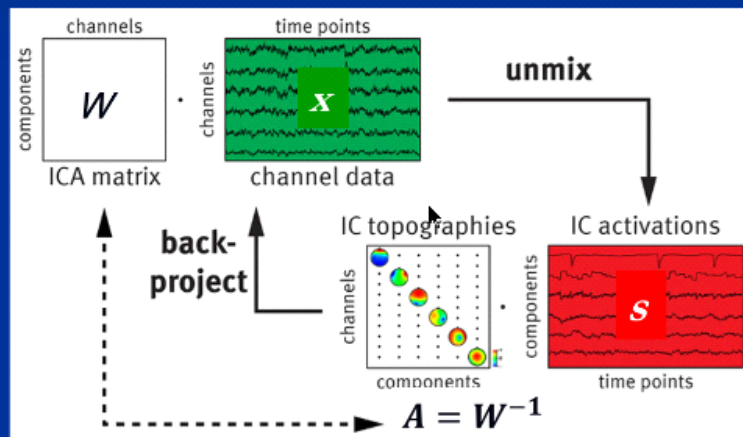 channels
time points
components
W
·
channels
x
unmix
ICA matrix
channel data
back-
project
IC topographies
IC activations
channels
·
components
s
components
time points
A = W⁻¹